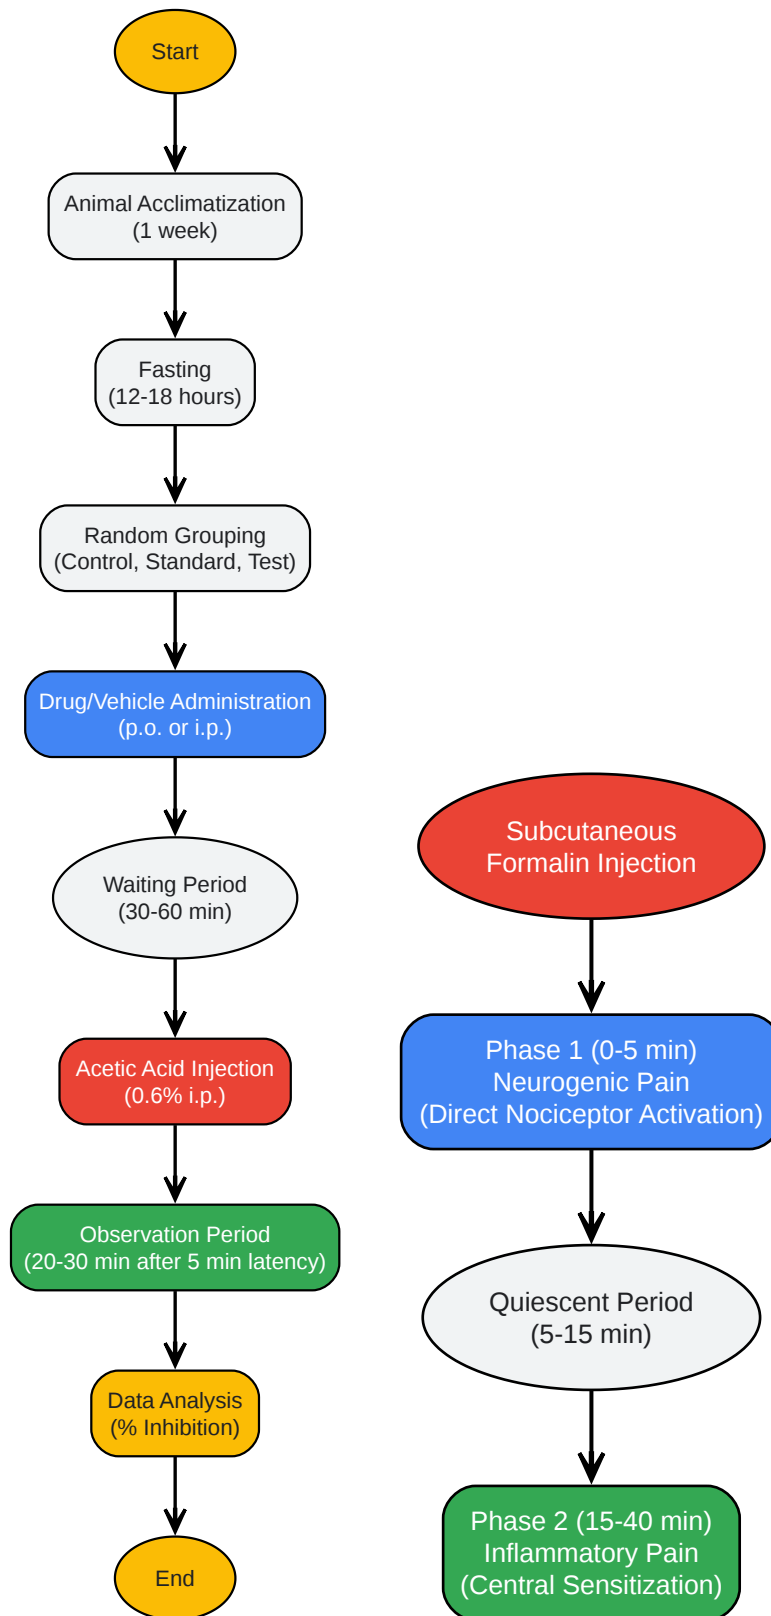 Start
Animal Acclimatization
(1 week)
Fasting
(12-18 hours)
Random Grouping
(Control, Standard, Test)
Drug/Vehicle Administration
(p.o. or i.p.)
Waiting Period
(30-60 min)
Acetic Acid Injection
(0.6% i.p.)
Observation Period
(20-30 min after 5 min latency)
Data Analysis
(% Inhibition)
End
Subcutaneous
Formalin Injection
Phase 1 (0-5 min)
Neurogenic Pain
(Direct Nociceptor Activation)
Quiescent Period
(5-15 min)
Phase 2 (15-40 min)
Inflammatory Pain
(Central Sensitization)